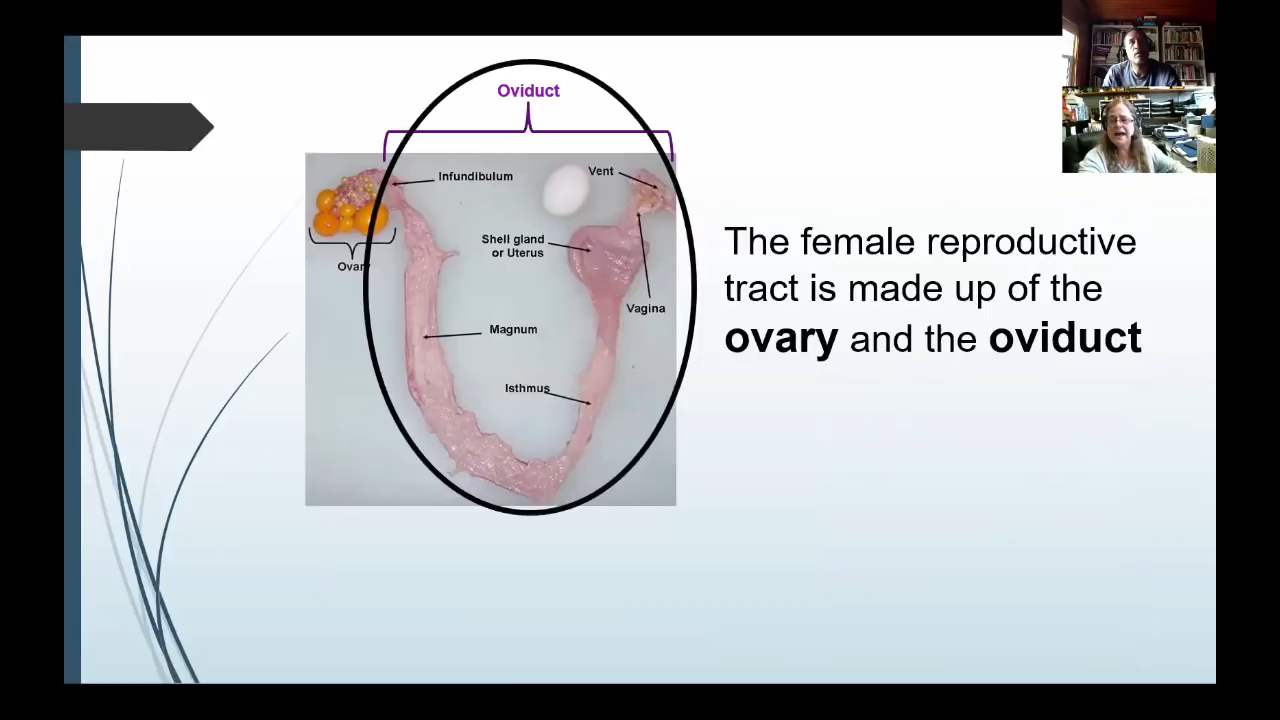 Oviduct
Infundibulum
Vent
Shell gland
or Uterus
Ovary
Vagina
Magnum
Isthmus
The female reproductive
tract is made up of the
ovary and the oviduct